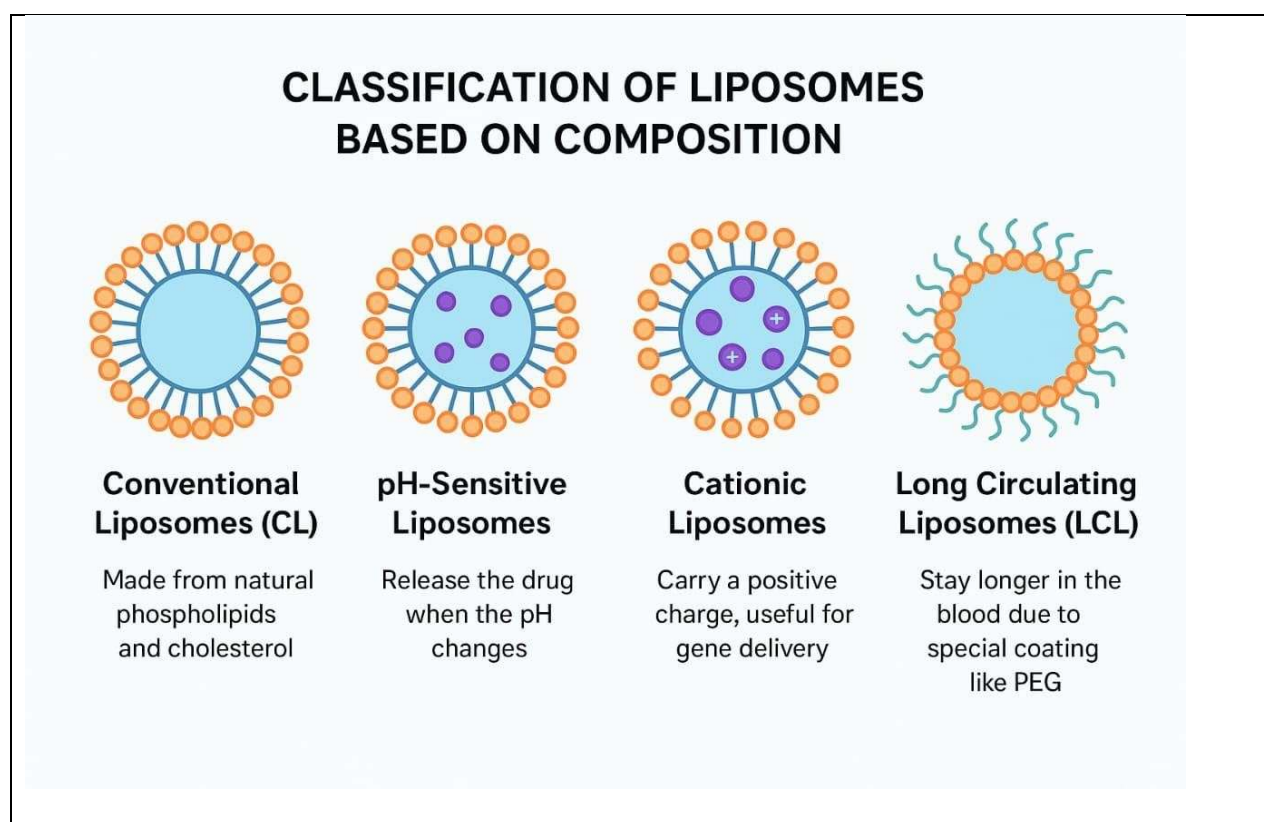 CLASSIFICATION OF LIPOSOMES
BASED ON COMPOSITION
Conventional
Liposomes (CL)
Made from natural
phospholipids
and cholesterol
pH-Sensitive
Liposomes
Release the drug
when the pH
changes
+
+
Cationic
Liposomes
Carry a positive
charge, useful for
gene delivery
Long Circulating
Liposomes (LCL)
Stay longer in the
blood due to
special coating
like PEG